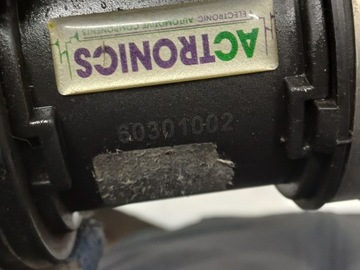 ACTRONICS
ELECTRONIC AUTOMOTIVE COMPONENTS
60301002